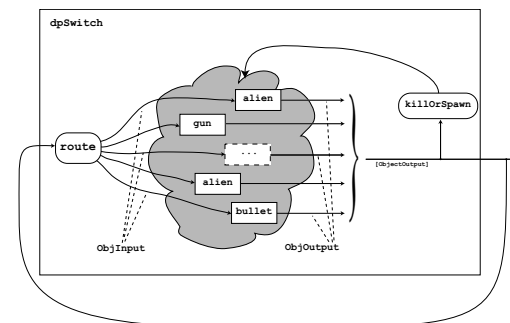 dpSwitch
alien
killOrSpawn
gun
route
...
[ObjectOutput]
alien
bullet
ObjInput
ObjOutput